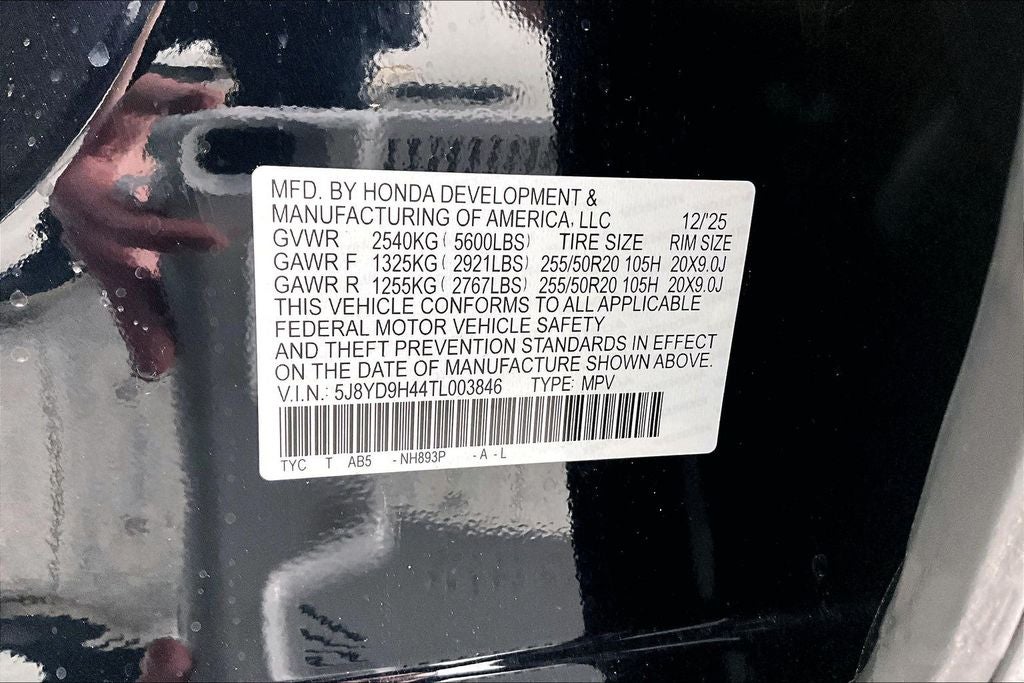 MFD. BY HONDA DEVELOPMENT &
MANUFACTURING OF AMERICA, LLC 12/'25
GVWR 2540KG ( 5600LBS) TIRE SIZE RIM SIZE
GAWR F 1325KG ( 2921LBS) 255/50R20 105H 20X9.0J
GAWR R 1255KG ( 2767LBS) 255/50R20 105H 20X9.0J
THIS VEHICLE CONFORMS TO ALL APPLICABLE
FEDERAL MOTOR VEHICLE SAFETY
AND THEFT PREVENTION STANDARDS IN EFFECT
ON THE DATE OF MANUFACTURE SHOWN ABOVE.
V.I.N.: 5J8YD9H44TL003846 TYPE: MPV
TYC T AB5 -NH893P -A -L